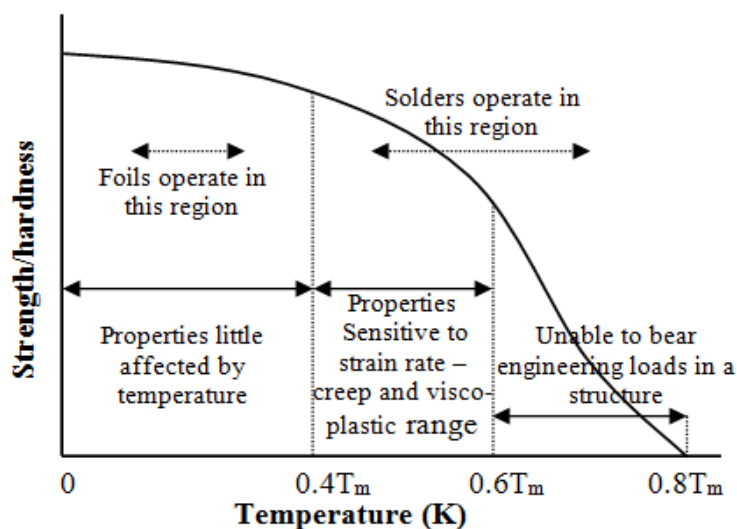 Strength/hardness
Solders operate in
this region
Foils operate in
this region
Properties little
affected by
temperature
Properties
Sensitive to
strain rate –
creep and visco-
plastic range
Unable to bear
engineering loads in a
structure
0
0.4Tm
0.6Tm
0.8Tm
Temperature (K)